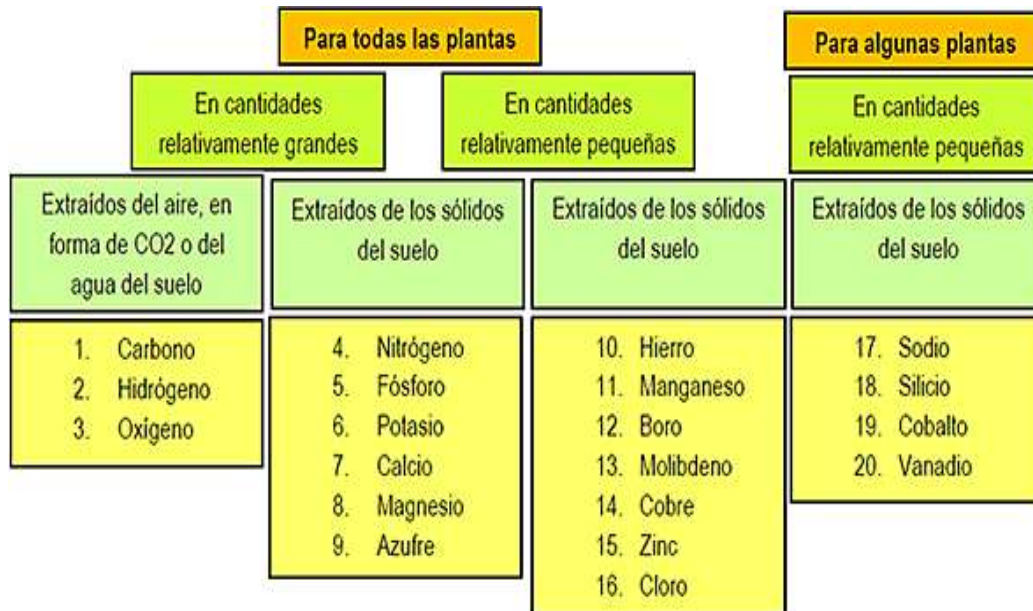 Para todas las plantas
Para algunas plantas
En cantidades
relativamente grandes
En cantidades
relativamente pequeñas
En cantidades
relativamente pequeñas
Extraídos del aire, en
forma de CO2 o del
agua del suelo
Extraídos de los sólidos
del suelo
Extraídos de los sólidos
del suelo
Extraídos de los sólidos
del suelo
1. Carbono
2. Hidrógeno
3. Oxígeno
4. Nitrógeno
5. Fósforo
6. Potasio
7. Calcio
8. Magnesio
9. Azufre
10. Hierro
11. Manganeso
12. Boro
13. Molibdeno
14. Cobre
15. Zinc
16. Cloro
17. Sodio
18. Silicio
19. Cobalto
20. Vanadio